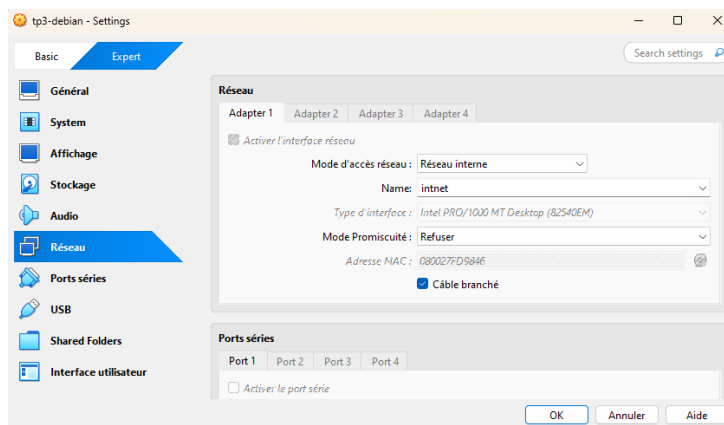 tp3-debian - Settings
Basic
Expert
Search settings
Général
System
Affichage
Stockage
Audio
Réseau
Ports séries
USB
Shared Folders
Interface utilisateur
Réseau
Adapter 1 Adapter 2 Adapter 3 Adapter 4
Activer l'interface réseau
Mode d'accès réseau : Réseau interne
Name: intnet
Type d'interface : Intel PRO/1000 MT Desktop (82540EM)
Mode Promiscuité : Refuser
Adresse MAC : 080027FD9846
Câble branché
Ports séries
Port 1 Port 2 Port 3 Port 4
Activer le port série
OK Annuler Aide